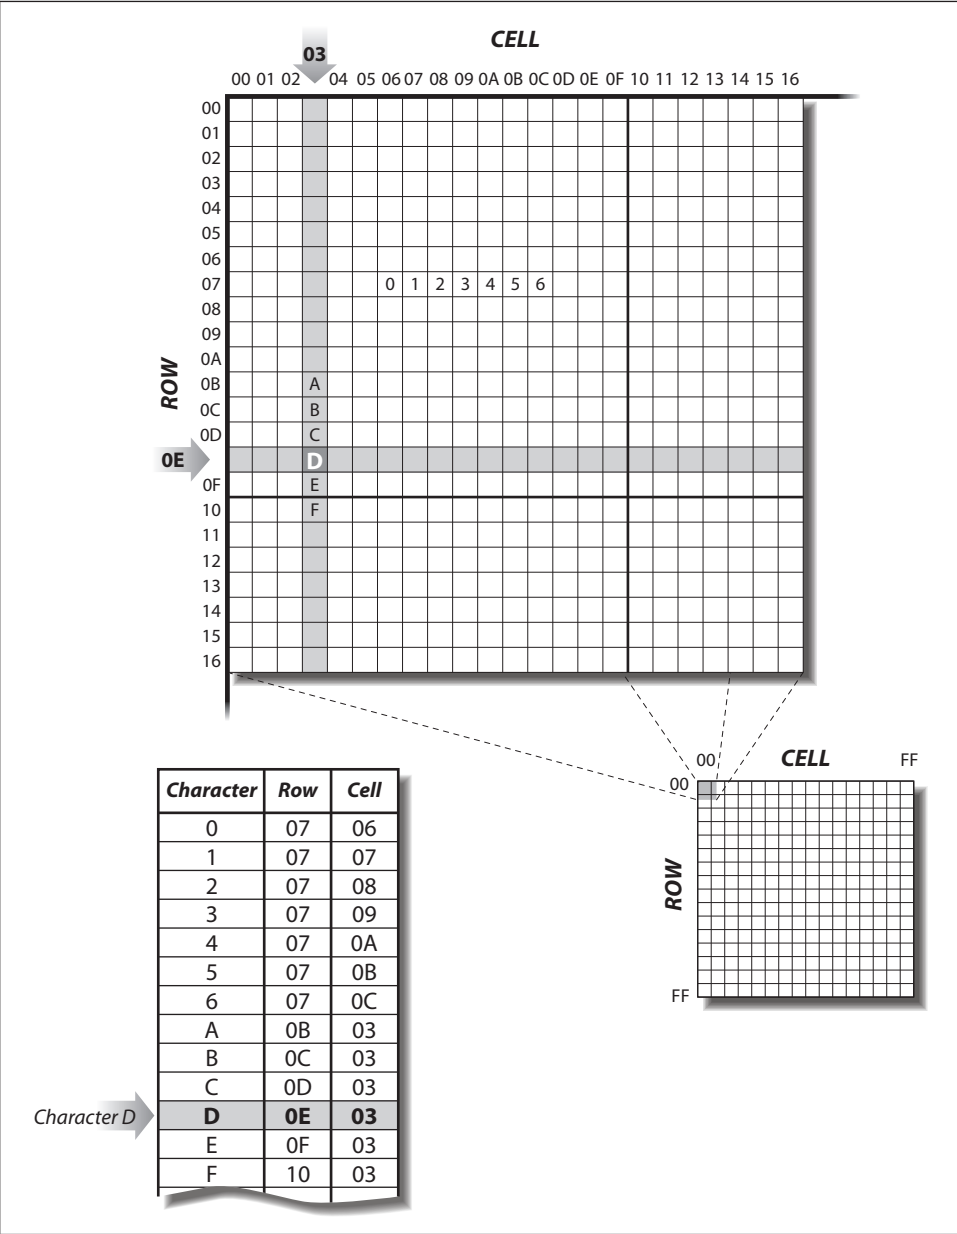 CELL
03
00 01 02 04 05 06 07 08 09 0A 0B 0C 0D 0E 0F 10 11 12 13 14 15 16
00
01
02
03
04
05
06
07 0 1 2 3 4 5 6
08
09
0A
ROW
0B A
0C B
0D C
0E D
0F E
10 F
11
12
13
14
15
16
00 CELL FF
00
ROW
FF
Character Row Cell
0 07 06
1 07 07
2 07 08
3 07 09
4 07 0A
5 07 0B
6 07 0C
A 0B 03
B 0C 03
C 0D 03
Character D D 0E 03
E 0F 03
F 10 03